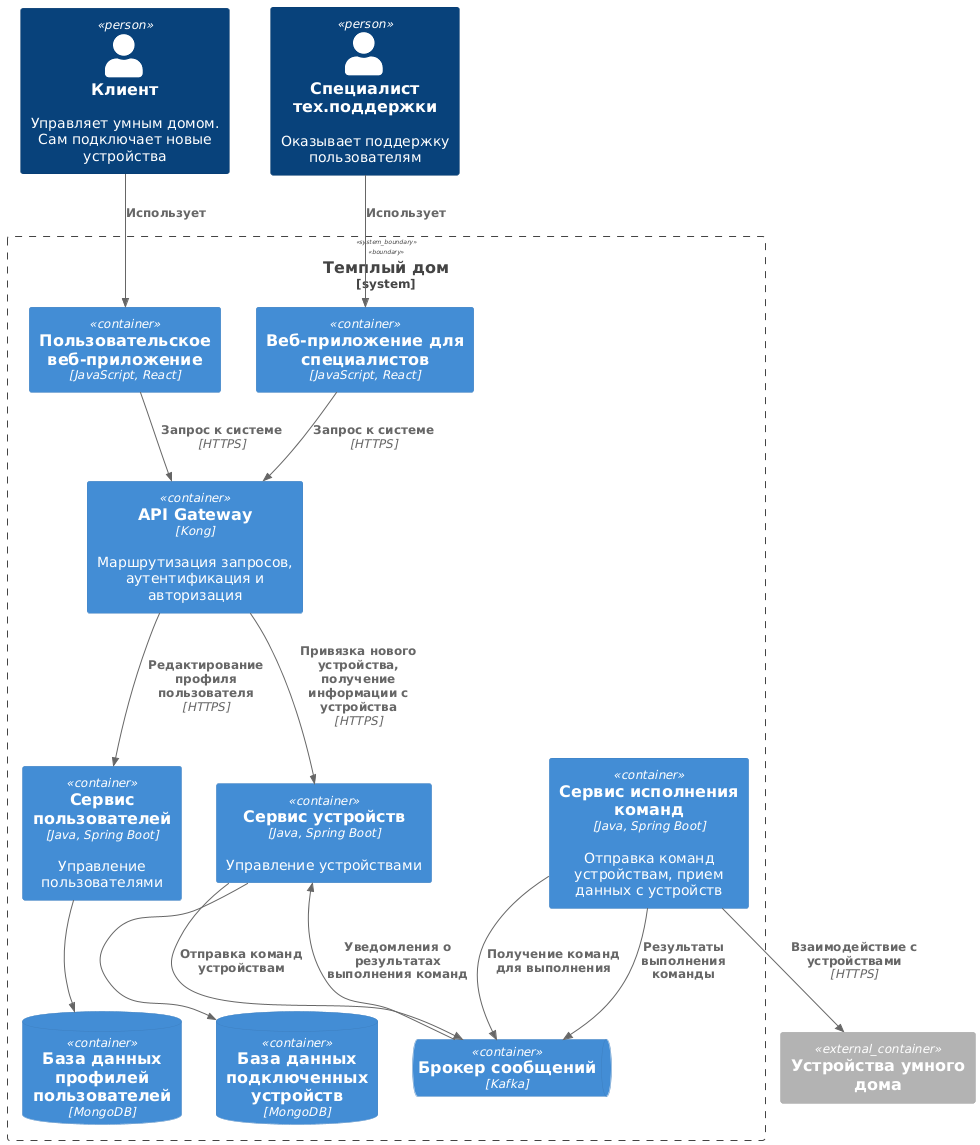 «person»
Клиент
Управляет умным домом.
Сам подключает новые
устройства
«person»
Специалист
тех.поддержки
Оказывает поддержку
пользователям
Использует
Использует
«system_boundary»
«boundary»
Темплый дом
[system]
«container»
Пользовательское
веб-приложение
[JavaScript, React]
«container»
Веб-приложение для
специалистов
[JavaScript, React]
Запрос к системе
[HTTPS]
Запрос к системе
[HTTPS]
«container»
API Gateway
[Kong]
Маршрутизация запросов,
аутентификация и
авторизация
Редактирование
профиля
пользователя
[HTTPS]
Привязка нового
устройства,
получение
информации с
устройства
[HTTPS]
«container»
Сервис
пользователей
[Java, Spring Boot]
Управление
пользователями
«container»
Сервис устройств
[Java, Spring Boot]
Управление устройствами
«container»
Сервис исполнения
команд
[Java, Spring Boot]
Отправка команд
устройствам, прием
данных с устройств
Отправка команд
устройствам
Уведомления о
результатах
выполнения команд
Получение команд
для выполнения
Результаты
выполнения
команды
Взаимодействие с
устройствами
[HTTPS]
«container»
База данных
профилей
пользователей
[MongoDB]
«container»
База данных
подключенных
устройств
[MongoDB]
«container»
Брокер сообщений
[Kafka]
«external_container»
Устройства умного
дома